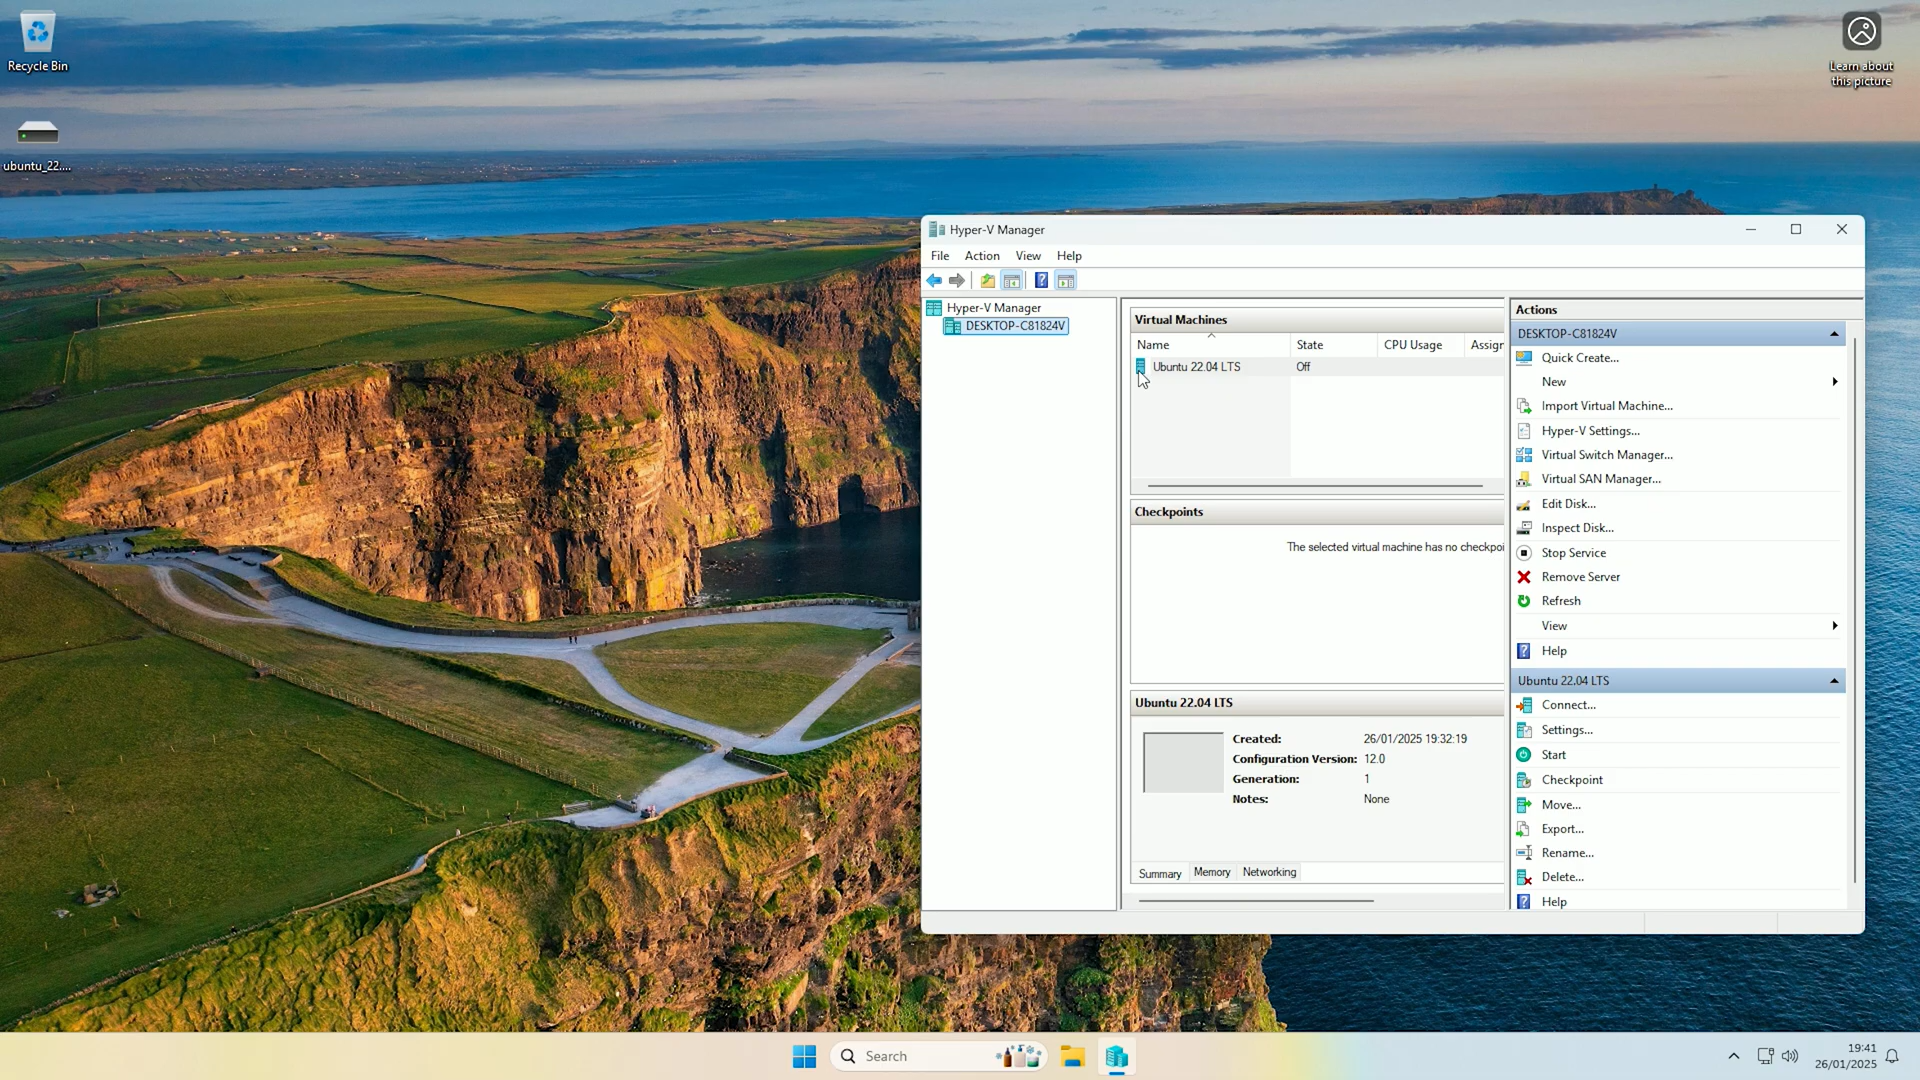 Recycle Bin
ubuntu_22....
Learn about
this picture
Hyper-V Manager
File Action View Help
Hyper-V Manager
DESKTOP-C81824V
Virtual Machines
Name State CPU Usage Assigr
Ubuntu 22.04 LTS Off
Checkpoints
The selected virtual machine has no checkpoi
Ubuntu 22.04 LTS
Created: 26/01/2025 19:32:19
Configuration Version: 12.0
Generation: 1
Notes: None
Summary Memory Networking
Actions
DESKTOP-C81824V
Quick Create...
New
Import Virtual Machine...
Hyper-V Settings...
Virtual Switch Manager...
Virtual SAN Manager...
Edit Disk...
Inspect Disk...
Stop Service
Remove Server
Refresh
View
Help
Ubuntu 22.04 LTS
Connect...
Settings...
Start
Checkpoint
Move...
Export...
Rename...
Delete...
Help
Search
19:41
26/01/2025